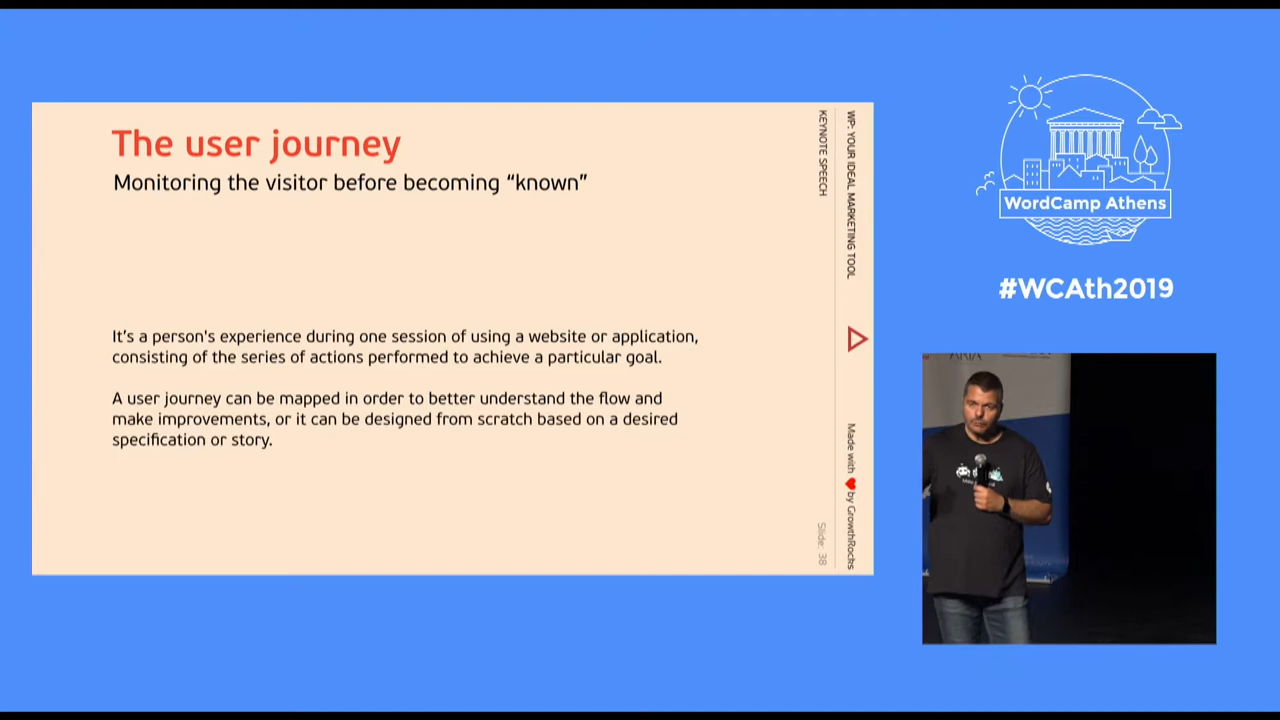 The user journey
Monitoring the visitor before becoming “known”
It's a person's experience during one session of using a website or application,
consisting of the series of actions performed to achieve a particular goal.
A user journey can be mapped in order to better understand the flow and
make improvements, or it can be designed from scratch based on a desired
specification or story.
WP: YOUR IDEAL MARKETING TOOL
KEYNOTE SPEECH
Made with ❤ by GrowthRocks
Slide: 38
WordCamp Athens
#WCAth2019